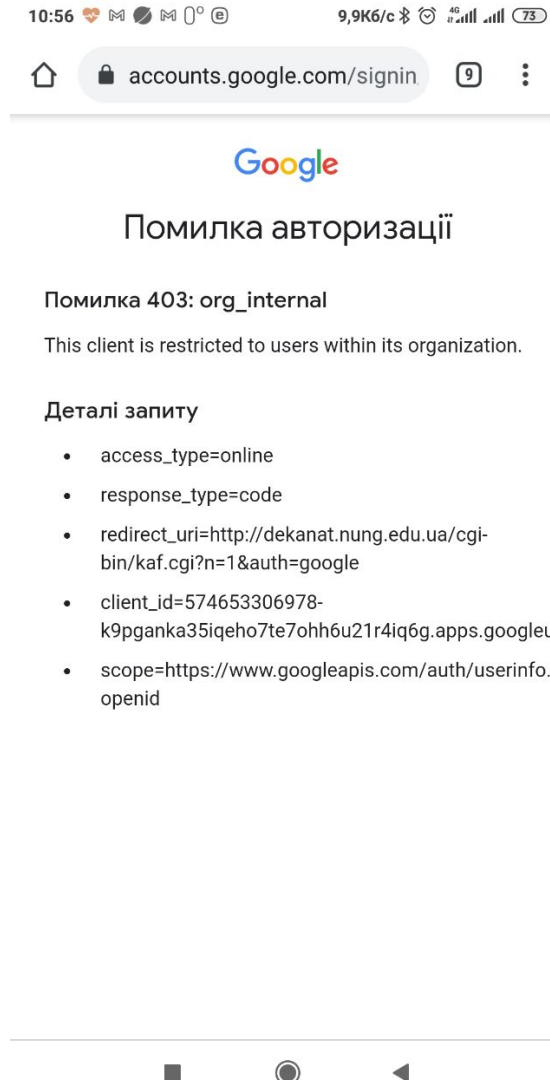 10:56 9,9Кб/с 4G 73
accounts.google.com/signin 9
Google
Помилка авторизації
Помилка 403: org_internal
This client is restricted to users within its organization.
Деталі запиту
• access_type=online
• response_type=code
• redirect_uri=http://dekanat.nung.edu.ua/cgi-
bin/kaf.cgi?n=1&auth=google
• client_id=574653306978-
k9pganka35iqeho7te7ohh6u21r4iq6g.apps.googleu
• scope=https://www.googleapis.com/auth/userinfo.
openid